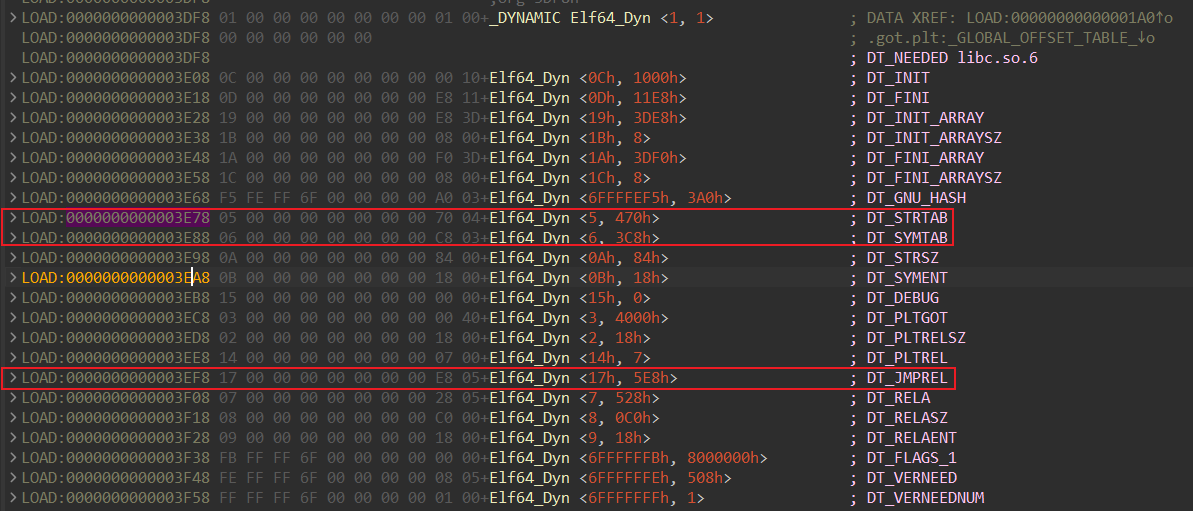 ;org 3DF8h
LOAD:0000000000003DF8 01 00 00 00 00 00 00 00 01 00+_DYNAMIC Elf64_Dyn <1, 1> ; DATA XREF: LOAD:00000000000001A0↑o
LOAD:0000000000003DF8 00 00 00 00 00 00 ; .got.plt:_GLOBAL_OFFSET_TABLE_↓o
LOAD:0000000000003DF8 ; DT_NEEDED libc.so.6
LOAD:0000000000003E08 0C 00 00 00 00 00 00 00 00 10+Elf64_Dyn <0Ch, 1000h> ; DT_INIT
LOAD:0000000000003E18 0D 00 00 00 00 00 00 00 E8 11+Elf64_Dyn <0Dh, 11E8h> ; DT_FINI
LOAD:0000000000003E28 19 00 00 00 00 00 00 00 E8 3D+Elf64_Dyn <19h, 3DE8h> ; DT_INIT_ARRAY
LOAD:0000000000003E38 1B 00 00 00 00 00 00 00 08 00+Elf64_Dyn <1Bh, 8> ; DT_INIT_ARRAYSZ
LOAD:0000000000003E48 1A 00 00 00 00 00 00 00 F0 3D+Elf64_Dyn <1Ah, 3DF0h> ; DT_FINI_ARRAY
LOAD:0000000000003E58 1C 00 00 00 00 00 00 00 08 00+Elf64_Dyn <1Ch, 8> ; DT_FINI_ARRAYSZ
LOAD:0000000000003E68 F5 FE FF 6F 00 00 00 00 A0 03+Elf64_Dyn <6FFFFEF5h, 3A0h> ; DT_GNU_HASH
LOAD:0000000000003E78 05 00 00 00 00 00 00 00 70 04+Elf64_Dyn <5, 470h> ; DT_STRTAB
LOAD:0000000000003E88 06 00 00 00 00 00 00 00 C8 03+Elf64_Dyn <6, 3C8h> ; DT_SYMTAB
LOAD:0000000000003E98 0A 00 00 00 00 00 00 00 84 00+Elf64_Dyn <0Ah, 84h> ; DT_STRSZ
LOAD:0000000000003EA8 0B 00 00 00 00 00 00 00 18 00+Elf64_Dyn <0Bh, 18h> ; DT_SYMENT
LOAD:0000000000003EB8 15 00 00 00 00 00 00 00 00 00+Elf64_Dyn <15h, 0> ; DT_DEBUG
LOAD:0000000000003EC8 03 00 00 00 00 00 00 00 00 40+Elf64_Dyn <3, 4000h> ; DT_PLTGOT
LOAD:0000000000003ED8 02 00 00 00 00 00 00 00 18 00+Elf64_Dyn <2, 18h> ; DT_PLTRELSZ
LOAD:0000000000003EE8 14 00 00 00 00 00 00 00 07 00+Elf64_Dyn <14h, 7> ; DT_PLTREL
LOAD:0000000000003EF8 17 00 00 00 00 00 00 00 E8 05+Elf64_Dyn <17h, 5E8h> ; DT_JMPREL
LOAD:0000000000003F08 07 00 00 00 00 00 00 00 28 05+Elf64_Dyn <7, 528h> ; DT_RELA
LOAD:0000000000003F18 08 00 00 00 00 00 00 00 C0 00+Elf64_Dyn <8, 0C0h> ; DT_RELASZ
LOAD:0000000000003F28 09 00 00 00 00 00 00 00 18 00+Elf64_Dyn <9, 18h> ; DT_RELAENT
LOAD:0000000000003F38 FB FF FF 6F 00 00 00 00 00 00+Elf64_Dyn <6FFFFFFBh, 8000000h> ; DT_FLAGS_1
LOAD:0000000000003F48 FE FF FF 6F 00 00 00 00 08 05+Elf64_Dyn <6FFFFFFEh, 508h> ; DT_VERNEED
LOAD:0000000000003F58 FF FF FF 6F 00 00 00 00 01 00+Elf64_Dyn <6FFFFFFFh, 1> ; DT_VERNEEDNUM